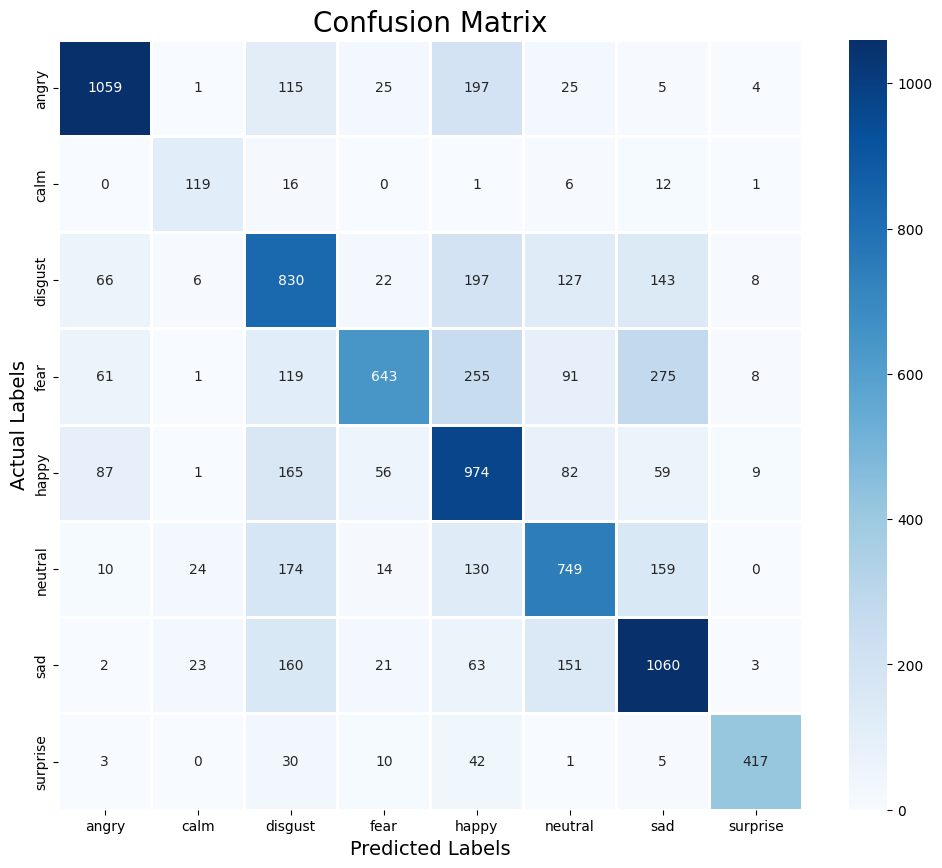 Confusion Matrix
Actual Labels
angry 1059 1 115 25 197 25 5 4
calm 0 119 16 0 1 6 12 1
disgust 66 6 830 22 197 127 143 8
fear 61 1 119 643 255 91 275 8
happy 87 1 165 56 974 82 59 9
neutral 10 24 174 14 130 749 159 0
sad 2 23 160 21 63 151 1060 3
surprise 3 0 30 10 42 1 5 417
angry calm disgust fear happy neutral sad surprise
Predicted Labels
1000
800
600
400
200
0